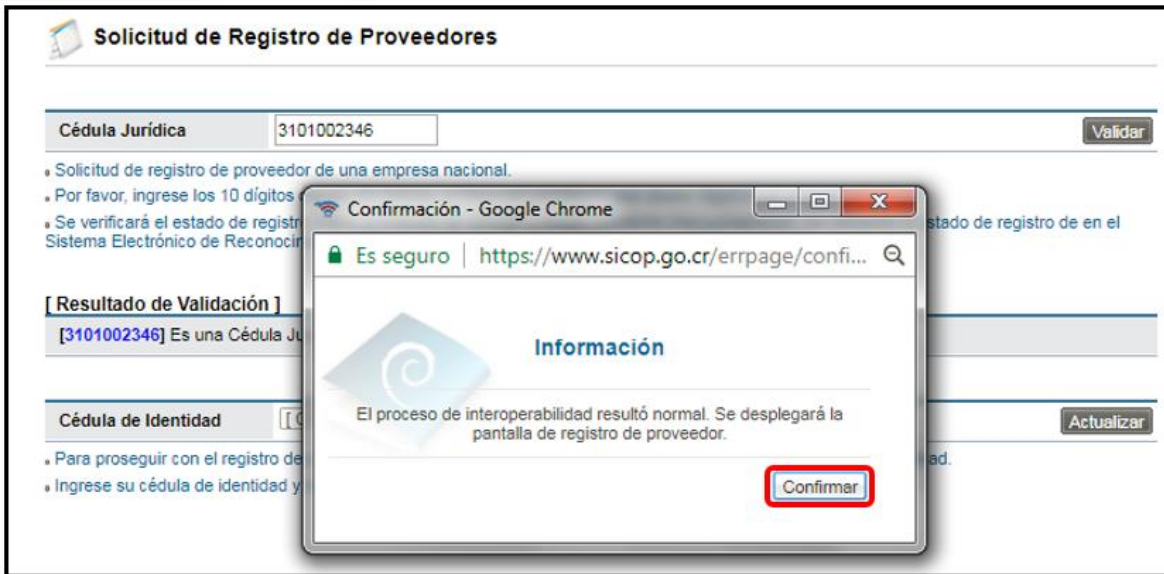 Solicitud de Registro de Proveedores
Cédula Jurídica 3101002346 Validar
Solicitud de registro de proveedor de una empresa nacional.
Por favor, ingrese los 10 dígitos
Se verificará el estado de registro stado de registro de en el
Sistema Electrónico de
[ Resultado de Validación ]
[3101002346] Es una Cédula
Cédula de Identidad [ Actualizar
Para proseguir con el registro de ad.
Ingrese su cédula de identidad y
Confirmación - Google Chrome
Es seguro | https://www.sicop.go.cr/errpage/confi...
Información
El proceso de interoperabilidad resultó normal. Se desplegará la
pantalla de registro de proveedor.
Confirmar